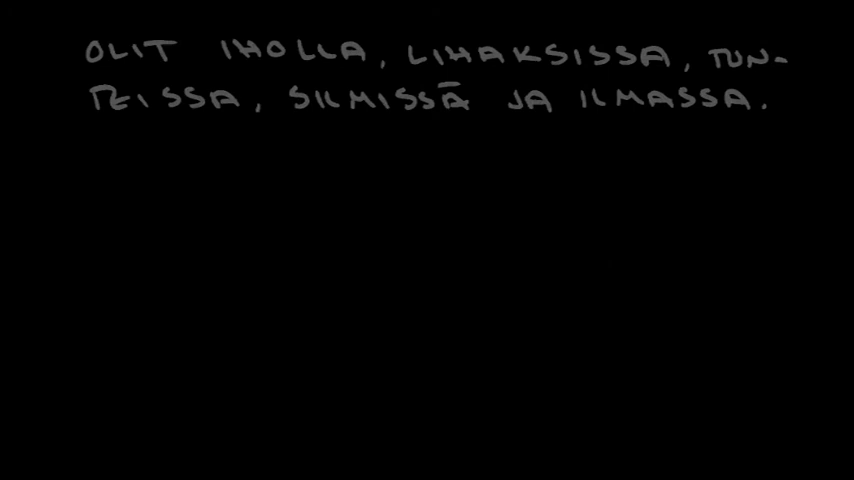 OLIT IHOLLA, LIHAKSISSA, TUN-
TEISSA, SILMISSÄ JA ILMASSA.